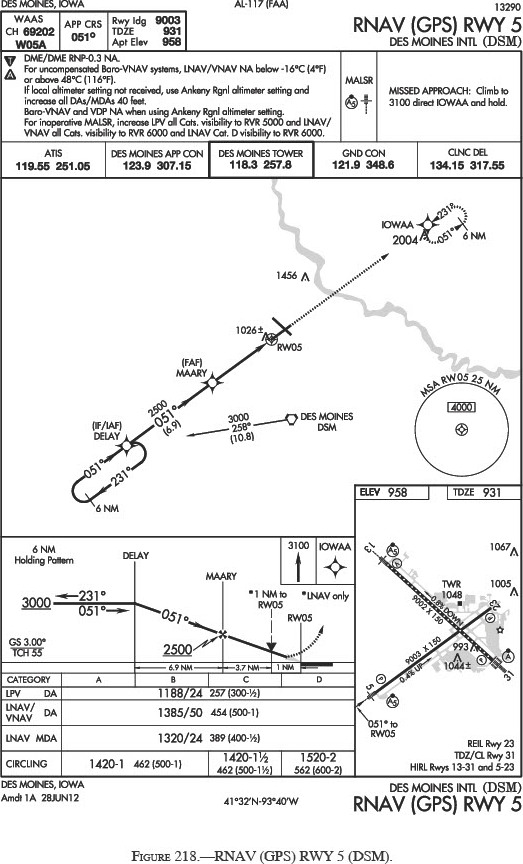 DES MOINES, IOWA
AL-117 (FAA)
13290
WAAS
CH 69202
W05A
APP CRS
051°
Rwy ldg 9003
TDZE 931
Apt Elev 958
RNAV (GPS) RWY 5
DES MOINES INTL (DSM)
T
A
DME/DME RNP-0.3 NA.
For uncompensated Baro-VNAV systems, LNAV/VNAV NA below -16°C (4°F)
or above 48°C (116°F).
If local altimeter setting not received, use Ankeny Rgnl altimeter setting and
increase all DAs/MDAs 40 feet.
Baro-VNAV and VDP NA when using Ankeny Rgnl altimeter setting.
For inoperative MALSR, increase LPV all Cats. visibility to RVR 5000 and LNAV/
VNAV all Cats. visibility to RVR 6000 and LNAV Cat. D visibility to RVR 6000.
MALSR
A5
MISSED APPROACH: Climb to
3100 direct IOWAA and hold.
ATIS
119.55 251.05
DES MOINES APP CON
123.9 307.15
DES MOINES TOWER
118.3 257.8
GND CON
121.9 348.6
CLNC DEL
134.15 317.55
IOWAA
2004
231°
051°
6 NM
1456
1026±
RW05
(FAF)
MAARY
2500
051°
(6.9)
(IF/IAF)
DELAY
3000
258°
(10.8)
DES MOINES
DSM
051°
231°
6 NM
MSA RW05 25 NM
4000
ELEV 958
TDZE 931
13
A5
1067
TWR
1048
1005
0.8% DOWN
9002 X 150
23
9003 X 150
0.4% UP
993
1044±
A
31
5
A5
051° to
RW05
REIL Rwy 23
TDZ/CL Rwy 31
HIRL Rwys 13-31 and 5-23
6 NM
Holding Pattern
DELAY
3000
231°
051°
051°
MAARY
2500
GS 3.00°
TCH 55
3100
IOWAA
*1 NM to
RW05
*LNAV only
RW05
6.9 NM
3.7 NM
1 NM
CATEGORY A B C D
LPV DA 1188/24 257 (300-½)
LNAV/
VNAV DA 1385/50 454 (500-1)
LNAV MDA 1320/24 389 (400-½)
CIRCLING 1420-1 462 (500-1)
1420-1½
462 (500-1½)
1520-2
562 (600-2)
DES MOINES, IOWA
Amdt 1A 28JUN12
41°32'N-93°40'W
DES MOINES INTL (DSM)
RNAV (GPS) RWY 5
FIGURE 218.—RNAV (GPS) RWY 5 (DSM).